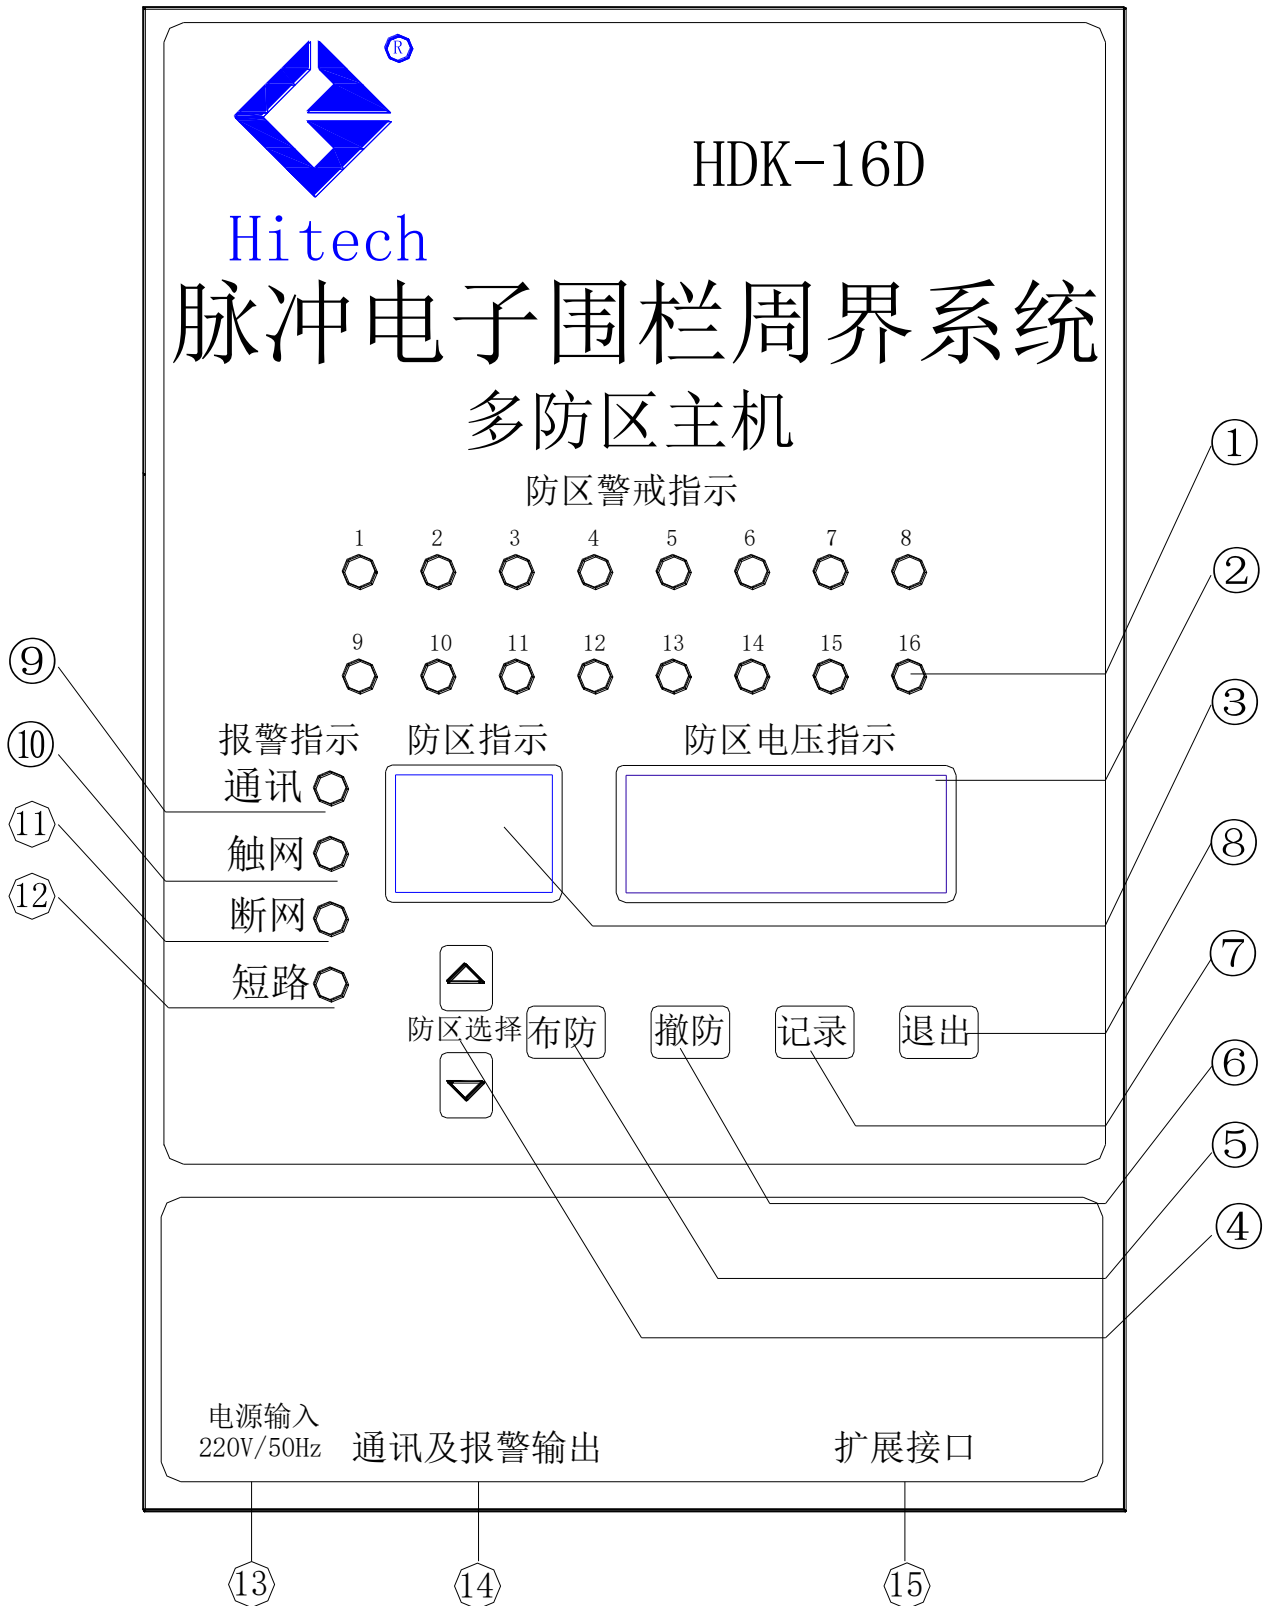 ®
HDK-16D
Hitech
脉冲电子围栏周界系统
多防区主机
①
防区警戒指示
1 2 3 4 5 6 7 8
②
9 10 11 12 13 14 15 16
⑨
③
报警指示 防区指示 防区电压指示
⑩
通讯
⑪
触网
⑧
⑫
断网
⑦
短路
防区选择 布防 撤防 记录 退出
⑥
⑤
④
电源输入
220V/50Hz 通讯及报警输出 扩展接口
⑬ ⑭ ⑮